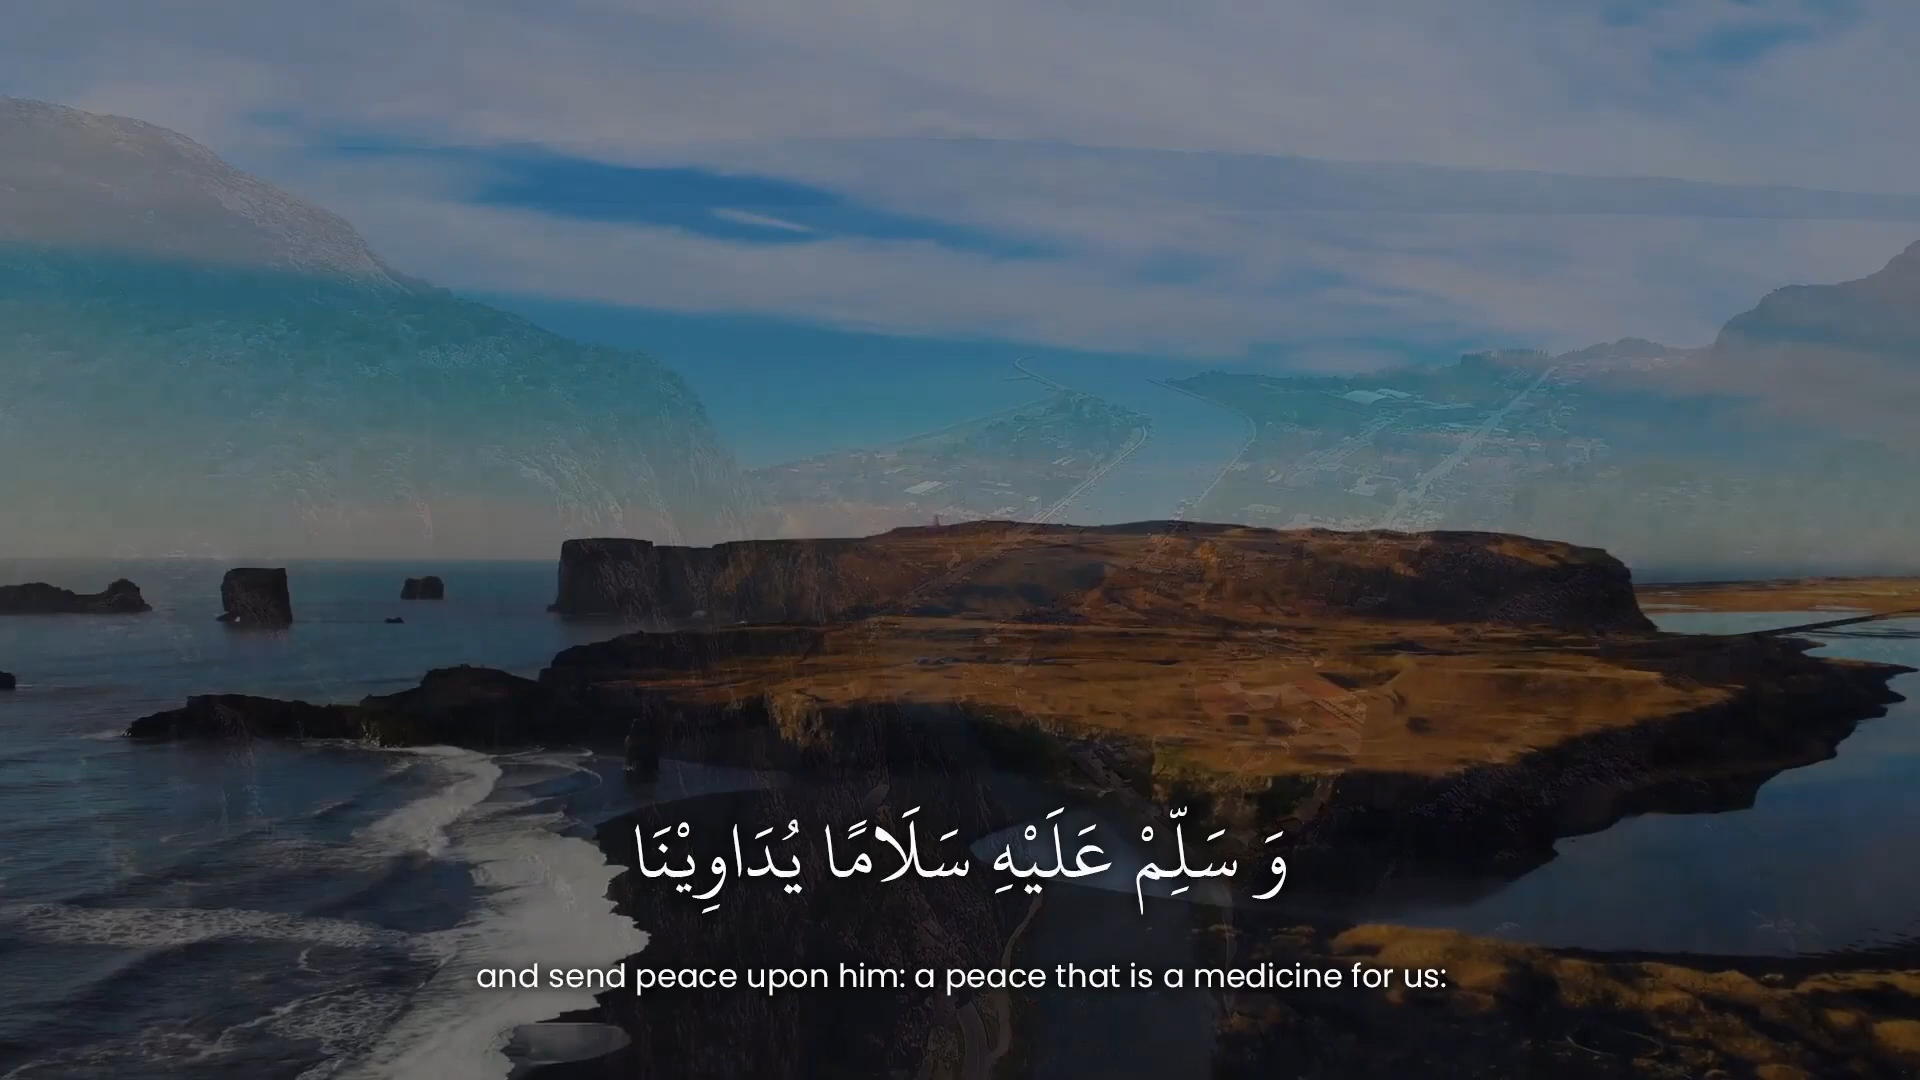 وَ سَلِّمْ عَلَيْهِ سَلَامًا يُدَاوِيْنَا
and send peace upon him: a peace that is a medicine for us: